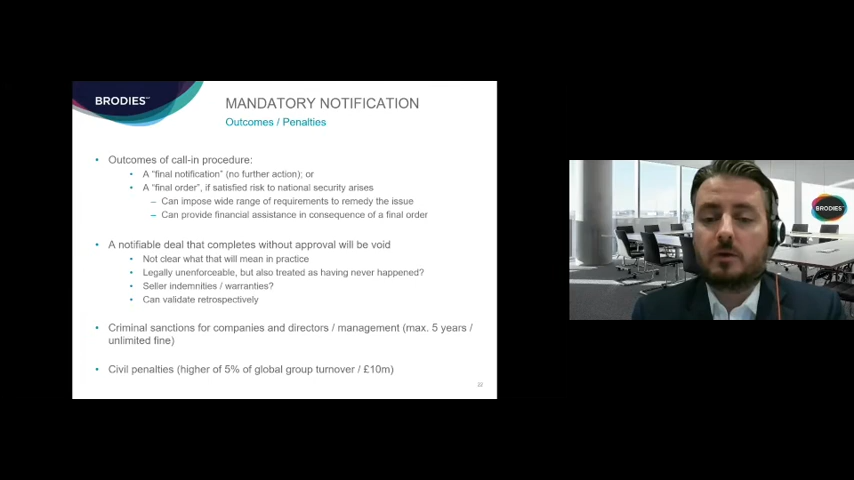 BRODIES LLP
MANDATORY NOTIFICATION
Outcomes / Penalties
• Outcomes of call-in procedure:
• A “final notification” (no further action); or
• A “final order”, if satisfied risk to national security arises
– Can impose wide range of requirements to remedy the issue
– Can provide financial assistance in consequence of a final order
• A notifiable deal that completes without approval will be void
• Not clear what that will mean in practice
• Legally unenforceable, but also treated as having never happened?
• Seller indemnities / warranties?
• Can validate retrospectively
• Criminal sanctions for companies and directors / management (max. 5 years /
unlimited fine)
• Civil penalties (higher of 5% of global group turnover / £10m)
BRODIES